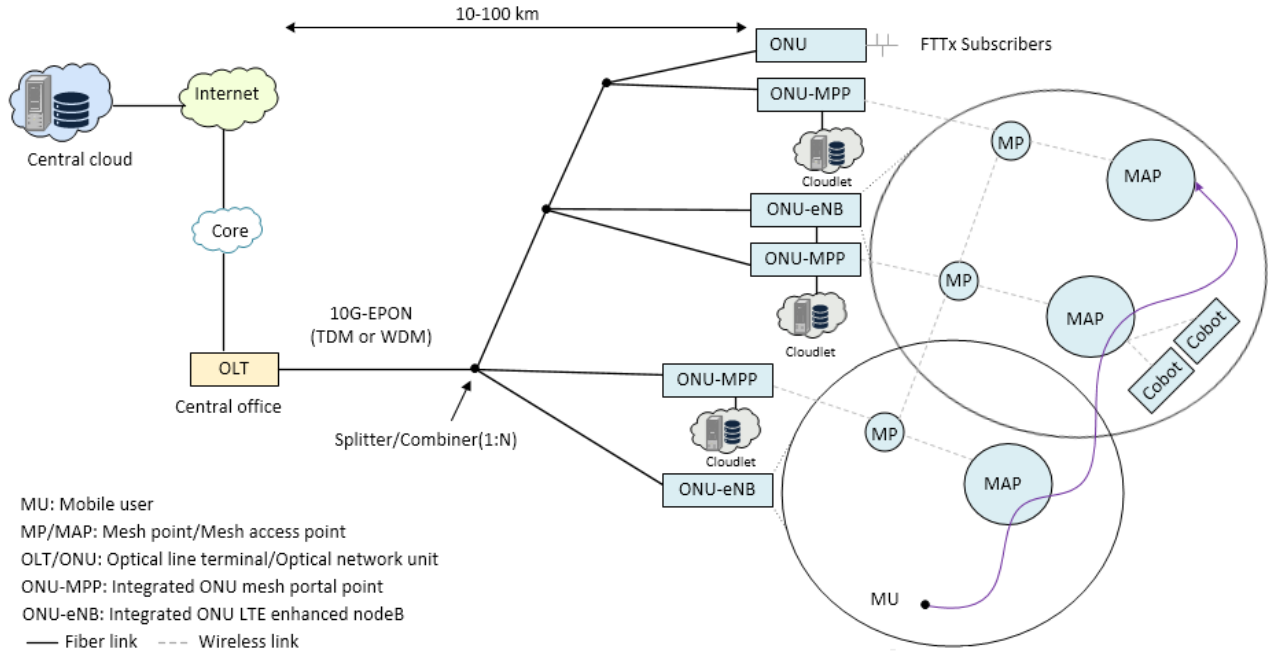 10-100 km
ONU
FTTx Subscribers
Internet
ONU-MPP
MP
Central cloud
Cloudlet
MAP
ONU-eNB
Core
ONU-MPP
MP
10G-EPON
(TDM or WDM)
MAP
Cobot
Cobot
Cloudlet
OLT
ONU-MPP
Central office
Splitter/Combiner(1:N)
MP
Cloudlet
ONU-eNB
MAP
MU
MU: Mobile user
MP/MAP: Mesh point/Mesh access point
OLT/ONU: Optical line terminal/Optical network unit
ONU-MPP: Integrated ONU mesh portal point
ONU-eNB: Integrated ONU LTE enhanced nodeB
Fiber link
Wireless link